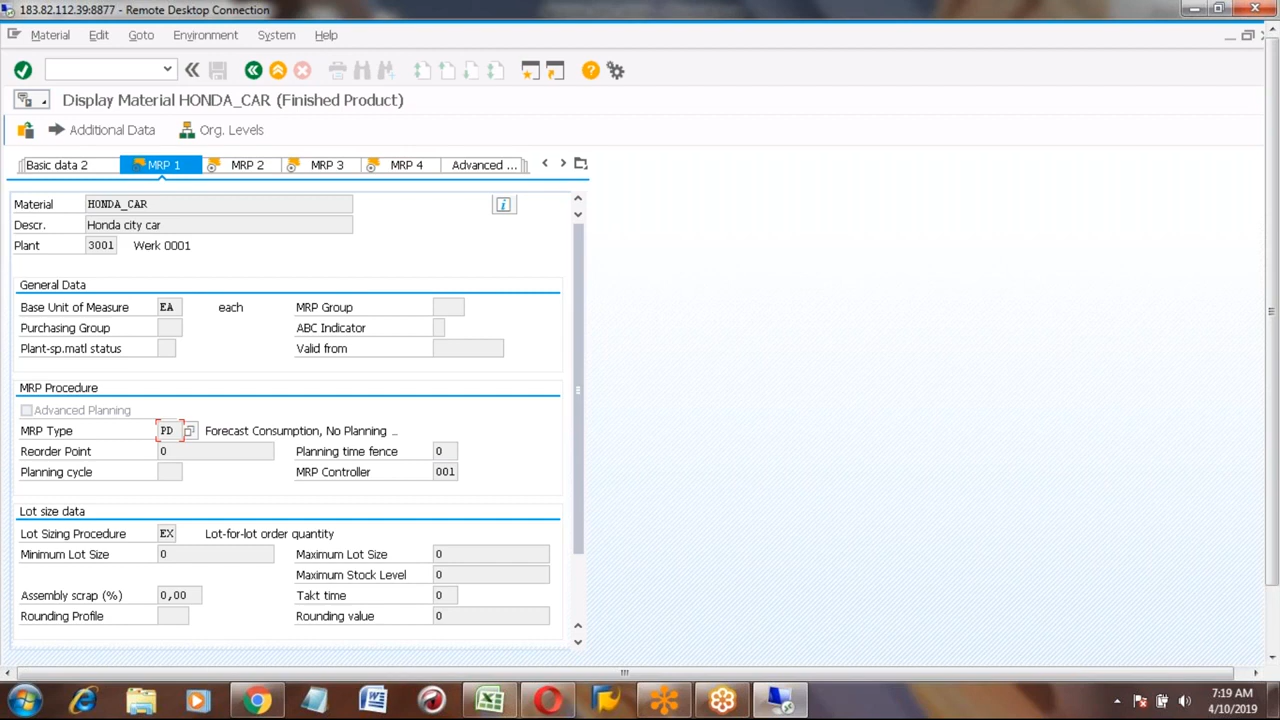 183.82.112.39:8877 - Remote Desktop Connection
Material Edit Goto Environment System Help
Display Material HONDA_CAR (Finished Product)
Additional Data Org. Levels
Basic data 2 MRP 1 MRP 2 MRP 3 MRP 4 Advanced ...
Material HONDA_CAR
Descr. Honda city car
Plant 3001 Werk 0001
General Data
Base Unit of Measure EA each MRP Group
Purchasing Group ABC Indicator
Plant-sp.matl status Valid from
MRP Procedure
Advanced Planning
MRP Type PD Forecast Consumption, No Planning ...
Reorder Point 0 Planning time fence 0
Planning cycle MRP Controller 001
Lot size data
Lot Sizing Procedure EX Lot-for-lot order quantity
Minimum Lot Size 0 Maximum Lot Size 0
Maximum Stock Level 0
Assembly scrap (%) 0,00 Takt time 0
Rounding Profile Rounding value 0
7:19 AM
4/10/2019